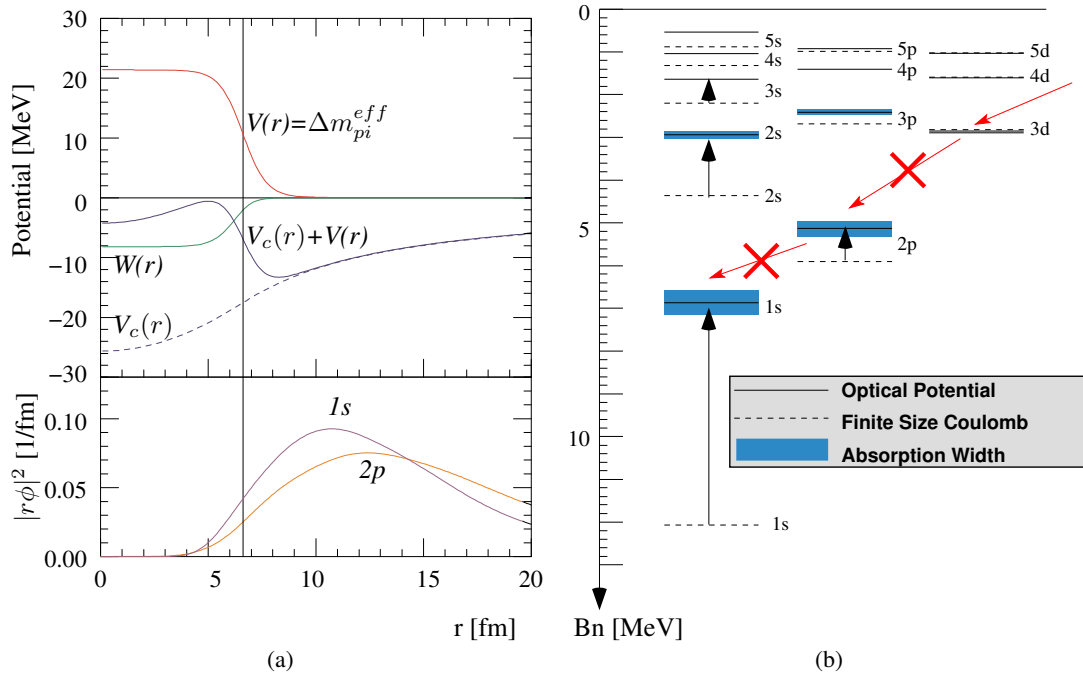 30
20
10
0
−10
−20
−30
Potential [MeV]
V(r)=Δm_{pi}^{eff}
V_c(r)+V(r)
W(r)
V_c(r)
0.10
0.05
0.00
|rϕ|² [1/fm]
1s
2p
0 5 10 15 20
r [fm]
(a)
0
5
10
Bn [MeV]
5s
4s
3s
2s
2s
1s
1s
5p
4p
3p
2p
5d
4d
3d
Optical Potential
Finite Size Coulomb
Absorption Width
(b)